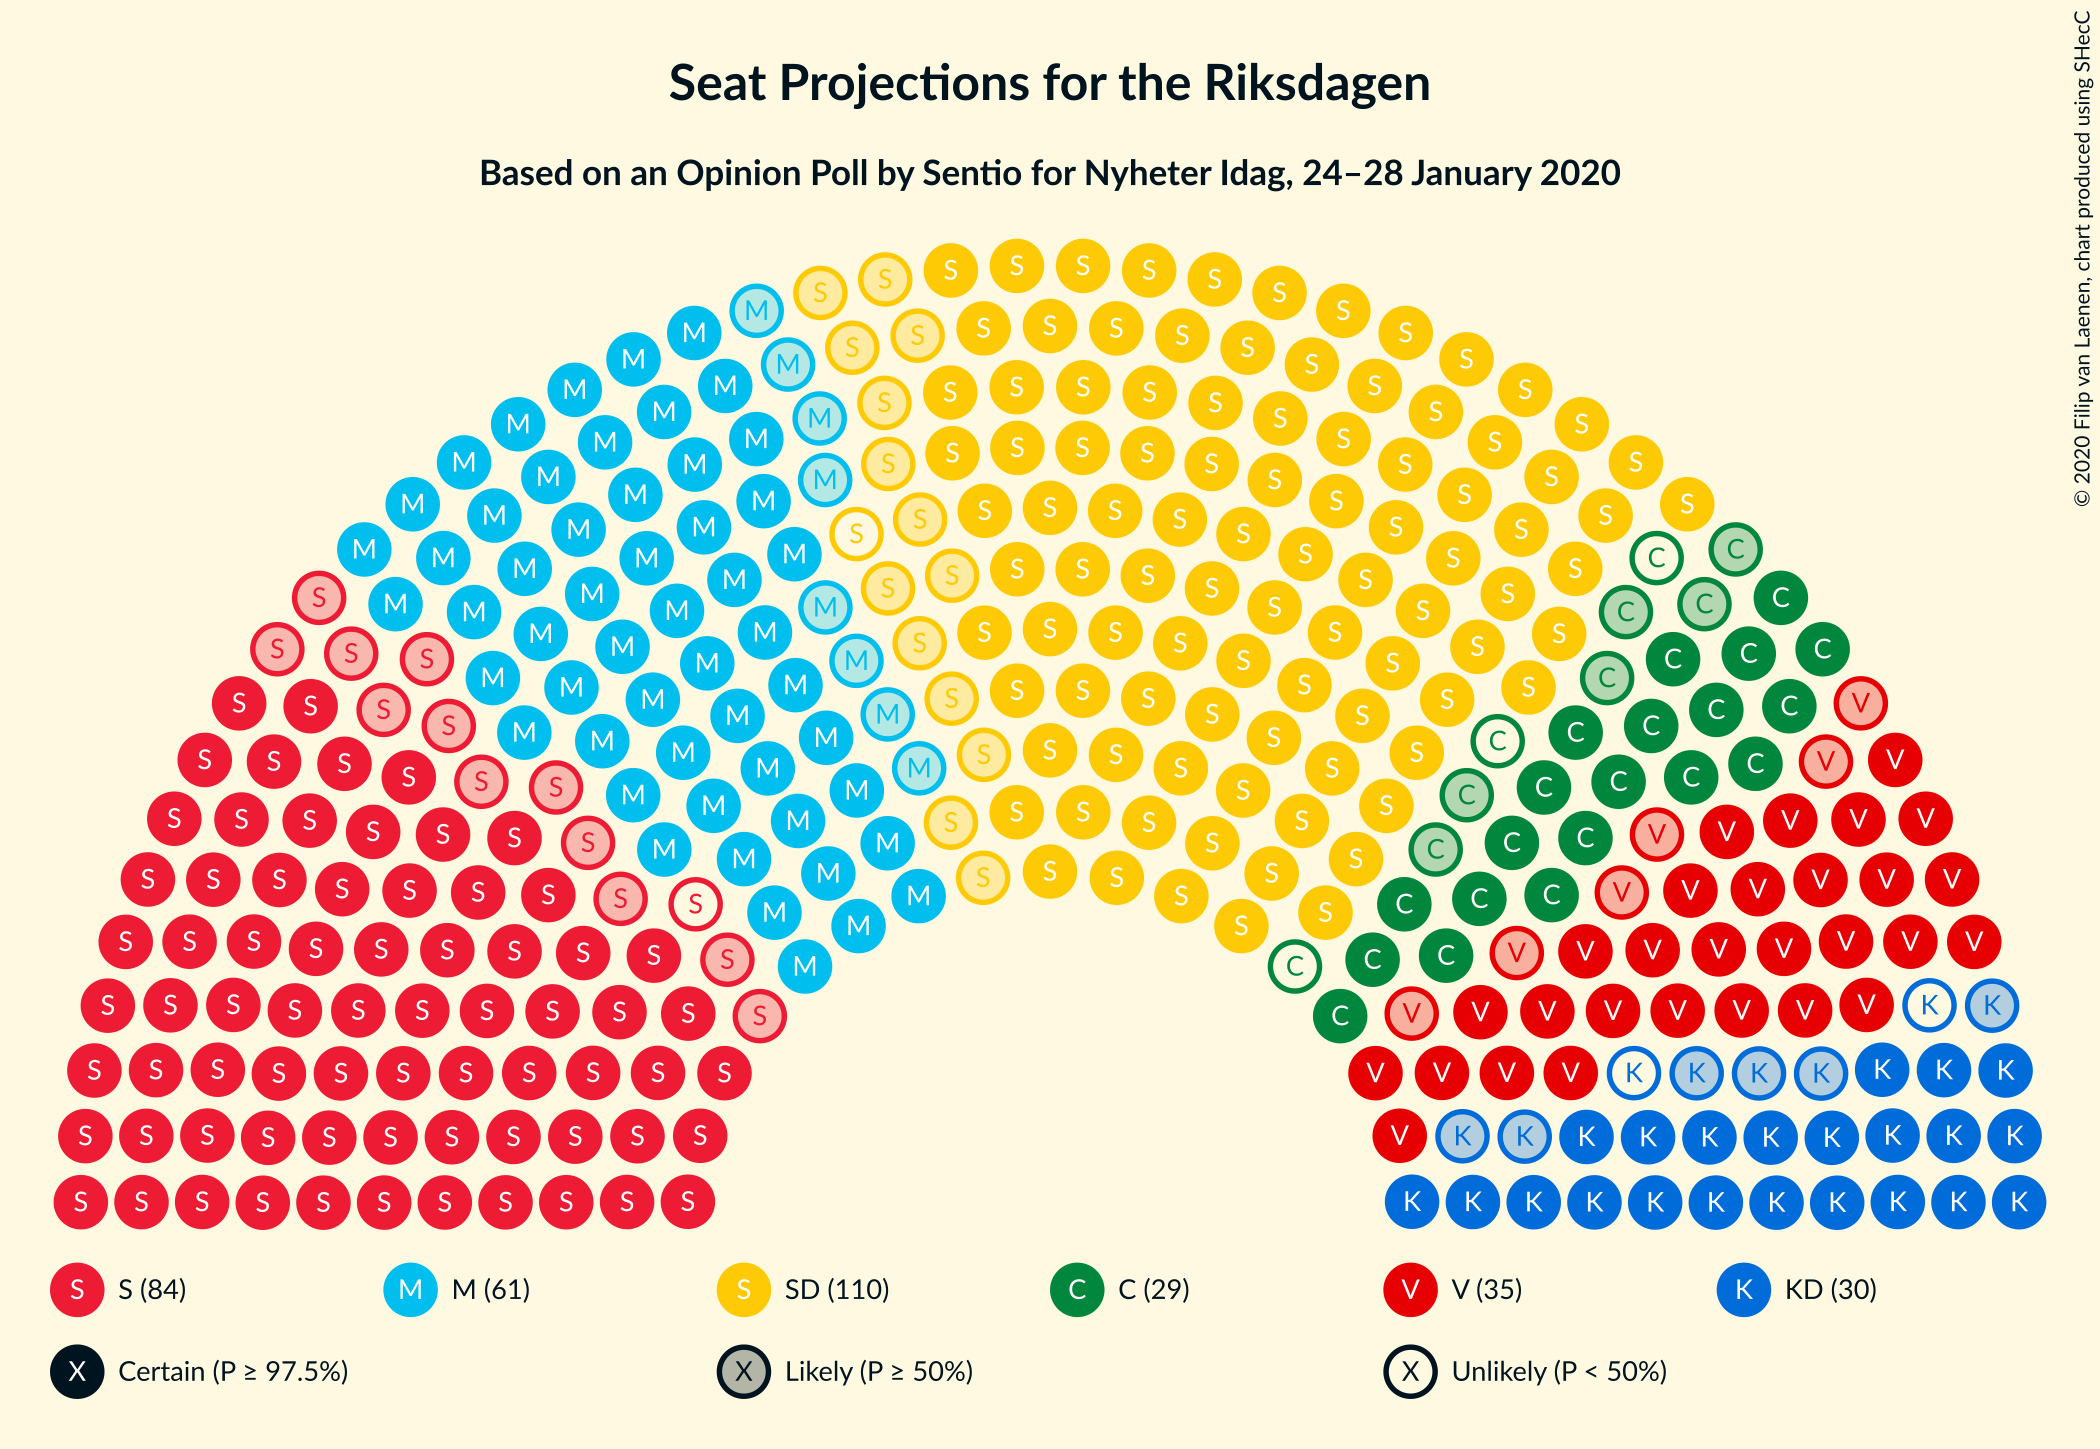 Seat Projections for the Riksdagen
Based on an Opinion Poll by Sentio for Nyheter Idag, 24–28 January 2020
© 2020 Filip van Laenen, chart produced using SHecC
S S (84) M M (61) S SD (110) C C (29) V V (35) K KD (30)
X Certain (P ≥ 97.5%) X Likely (P ≥ 50%) X Unlikely (P < 50%)